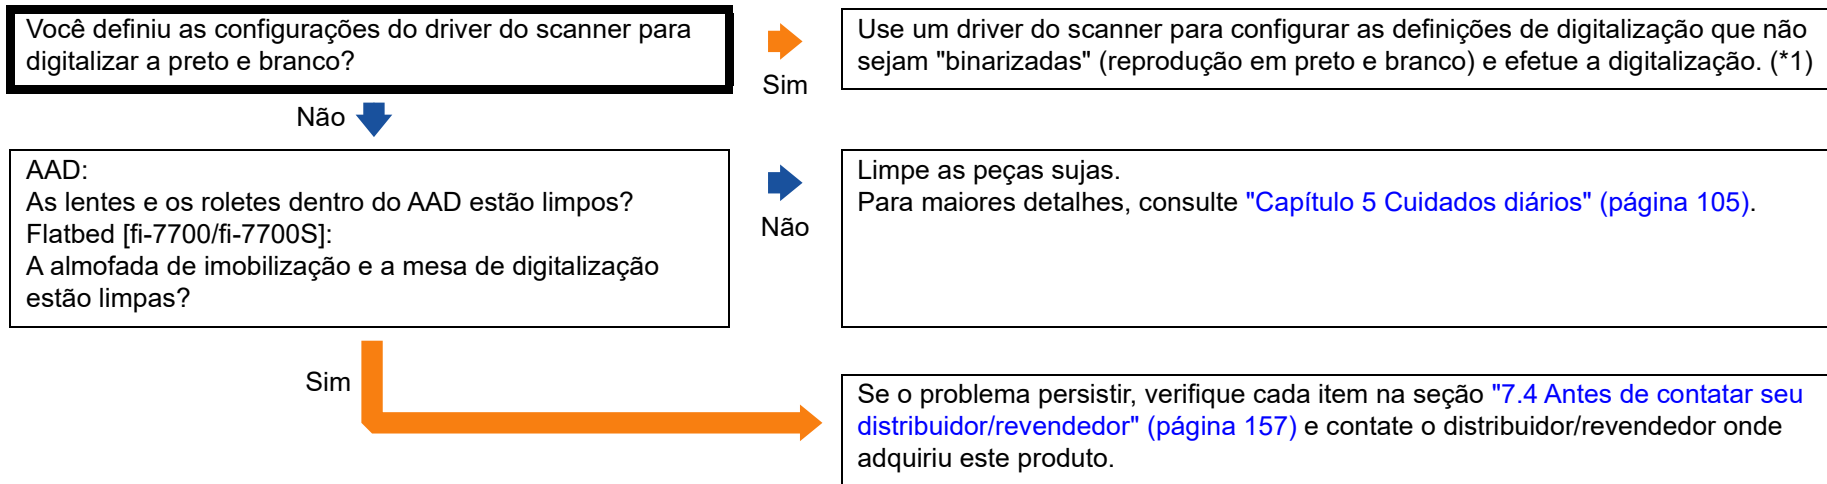 Você definiu as configurações do driver do scanner para
digitalizar a preto e branco?
Sim
Use um driver do scanner para configurar as definições de digitalização que não
sejam "binarizadas" (reprodução em preto e branco) e efetue a digitalização. (*1)
Não
AAD:
As lentes e os roletes dentro do AAD estão limpos?
Flatbed [fi-7700/fi-7700S]:
A almofada de imobilização e a mesa de digitalização
estão limpas?
Não
Limpe as peças sujas.
Para maiores detalhes, consulte "Capítulo 5 Cuidados diários" (página 105).
Sim
Se o problema persistir, verifique cada item na seção "7.4 Antes de contatar seu
distribuidor/revendedor" (página 157) e contate o distribuidor/revendedor onde
adquiriu este produto.